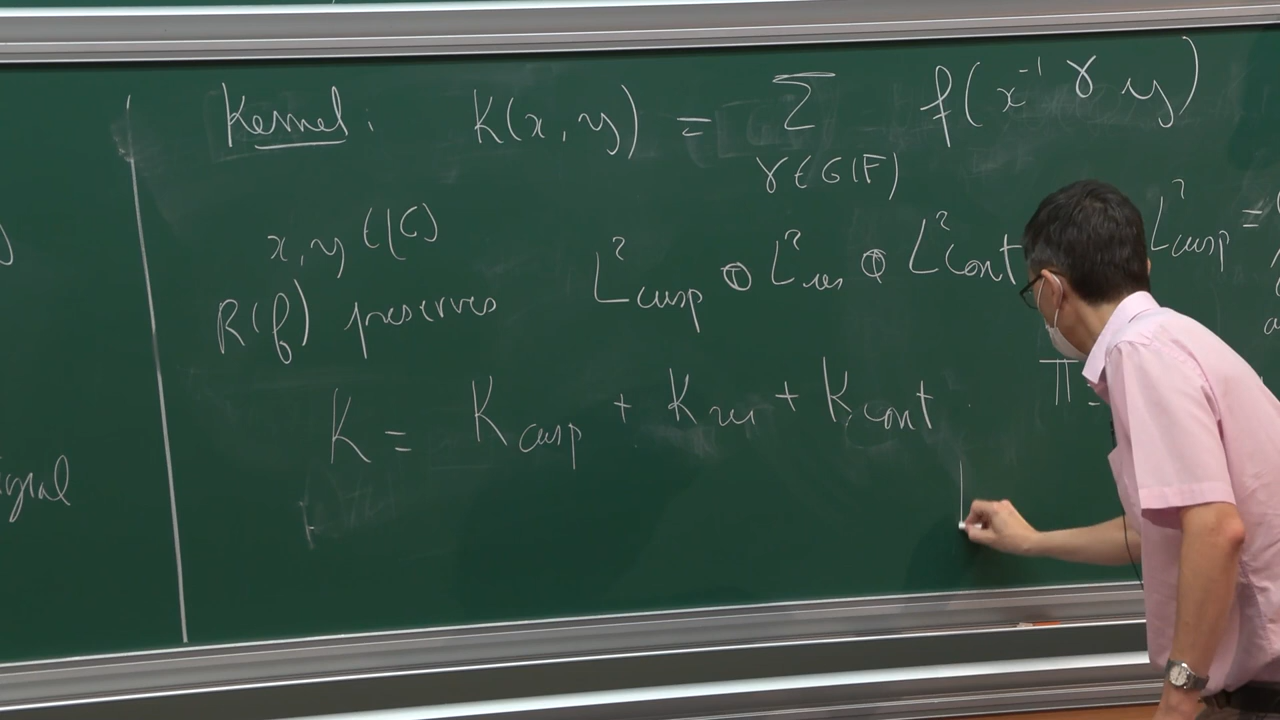 Kernel: K(x,y) = Σ f(x⁻¹ γ y)
γ∈G(F)
x,y
R(f) preserves L²cusp ⊕ L²res ⊕ L²cont L²cusp =
K = Kcusp + Kres + Kcont. π